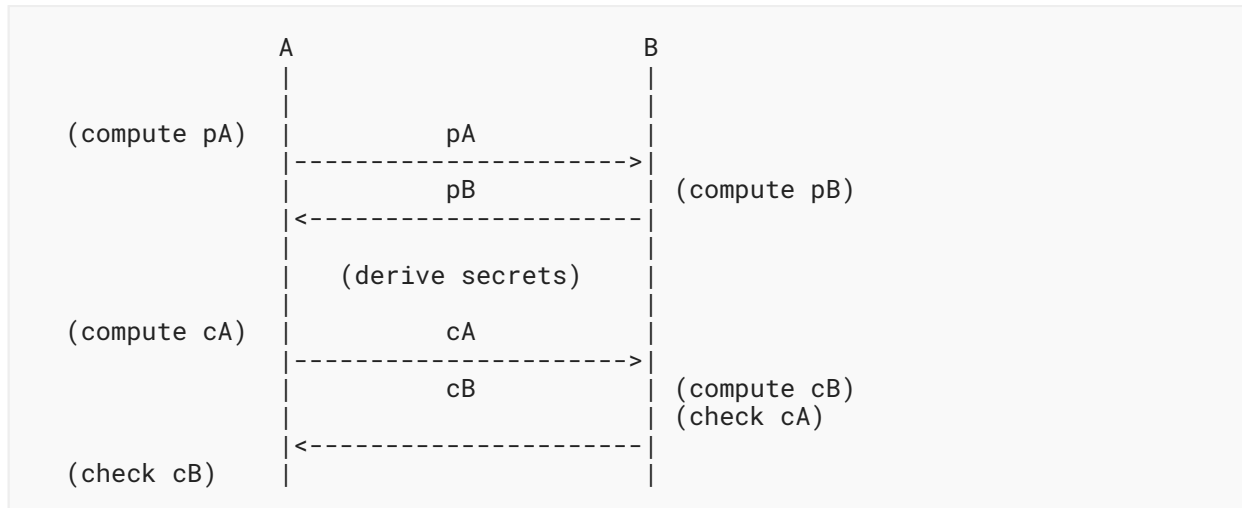 A B
| |
| |
(compute pA) | pA |
|---------------------->|
| pB | (compute pB)
|<----------------------|
| |
| (derive secrets) |
| |
(compute cA) | cA |
|---------------------->|
| cB | (compute cB)
| | (check cA)
|<----------------------|
(check cB) | |